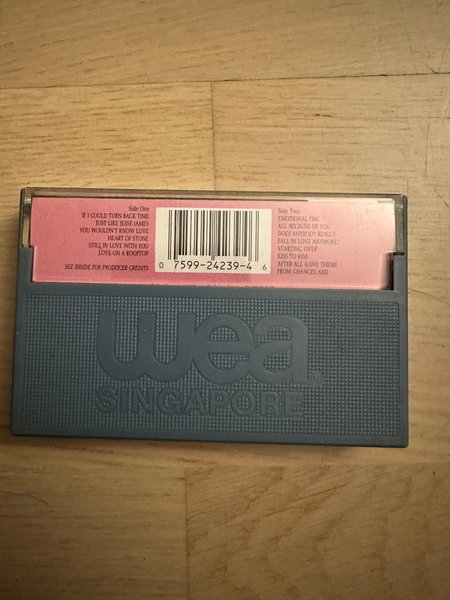 Side One
IF I COULD TURN BACK TIME
JUST LIKE JESSE JAMES
YOU WOULDN'T KNOW LOVE
HEART OF STONE
STILL IN LOVE WITH YOU
LOVE ON A ROOFTOP
SEE INSIDE FOR PRODUCER CREDITS
0 7599-24239-4 6
Side Two
EMOTIONAL FIRE
ALL BECAUSE OF YOU
DOES ANYBODY REALLY
FALL IN LOVE ANYMORE?
STARTING OVER
KISS TO KISS
AFTER ALL (LOVE THEME
FROM CHANCES ARE)
wea
SINGAPORE